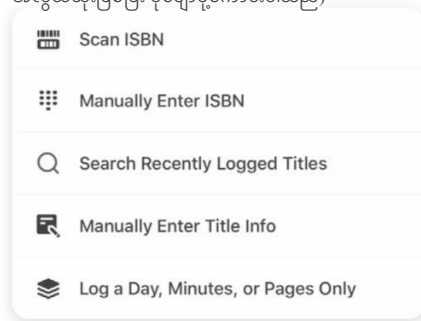 Scan ISBN
Manually Enter ISBN
Search Recently Logged Titles
Manually Enter Title Info
Log a Day, Minutes, or Pages Only